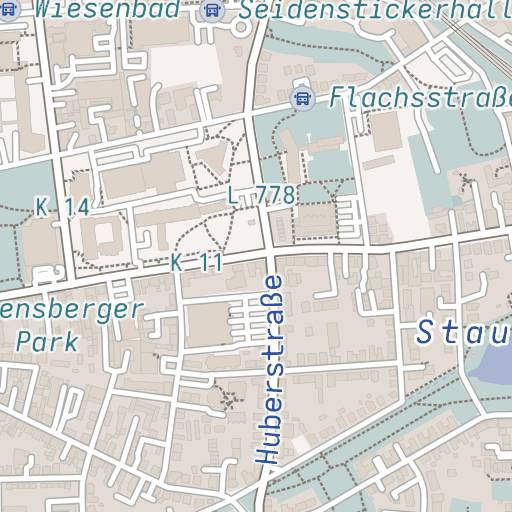 Wiesenbad
Seidenstickerhall
Flachsstraße
L 778
K 14
K 11
ensberger
Park
Huberstraße
Stau